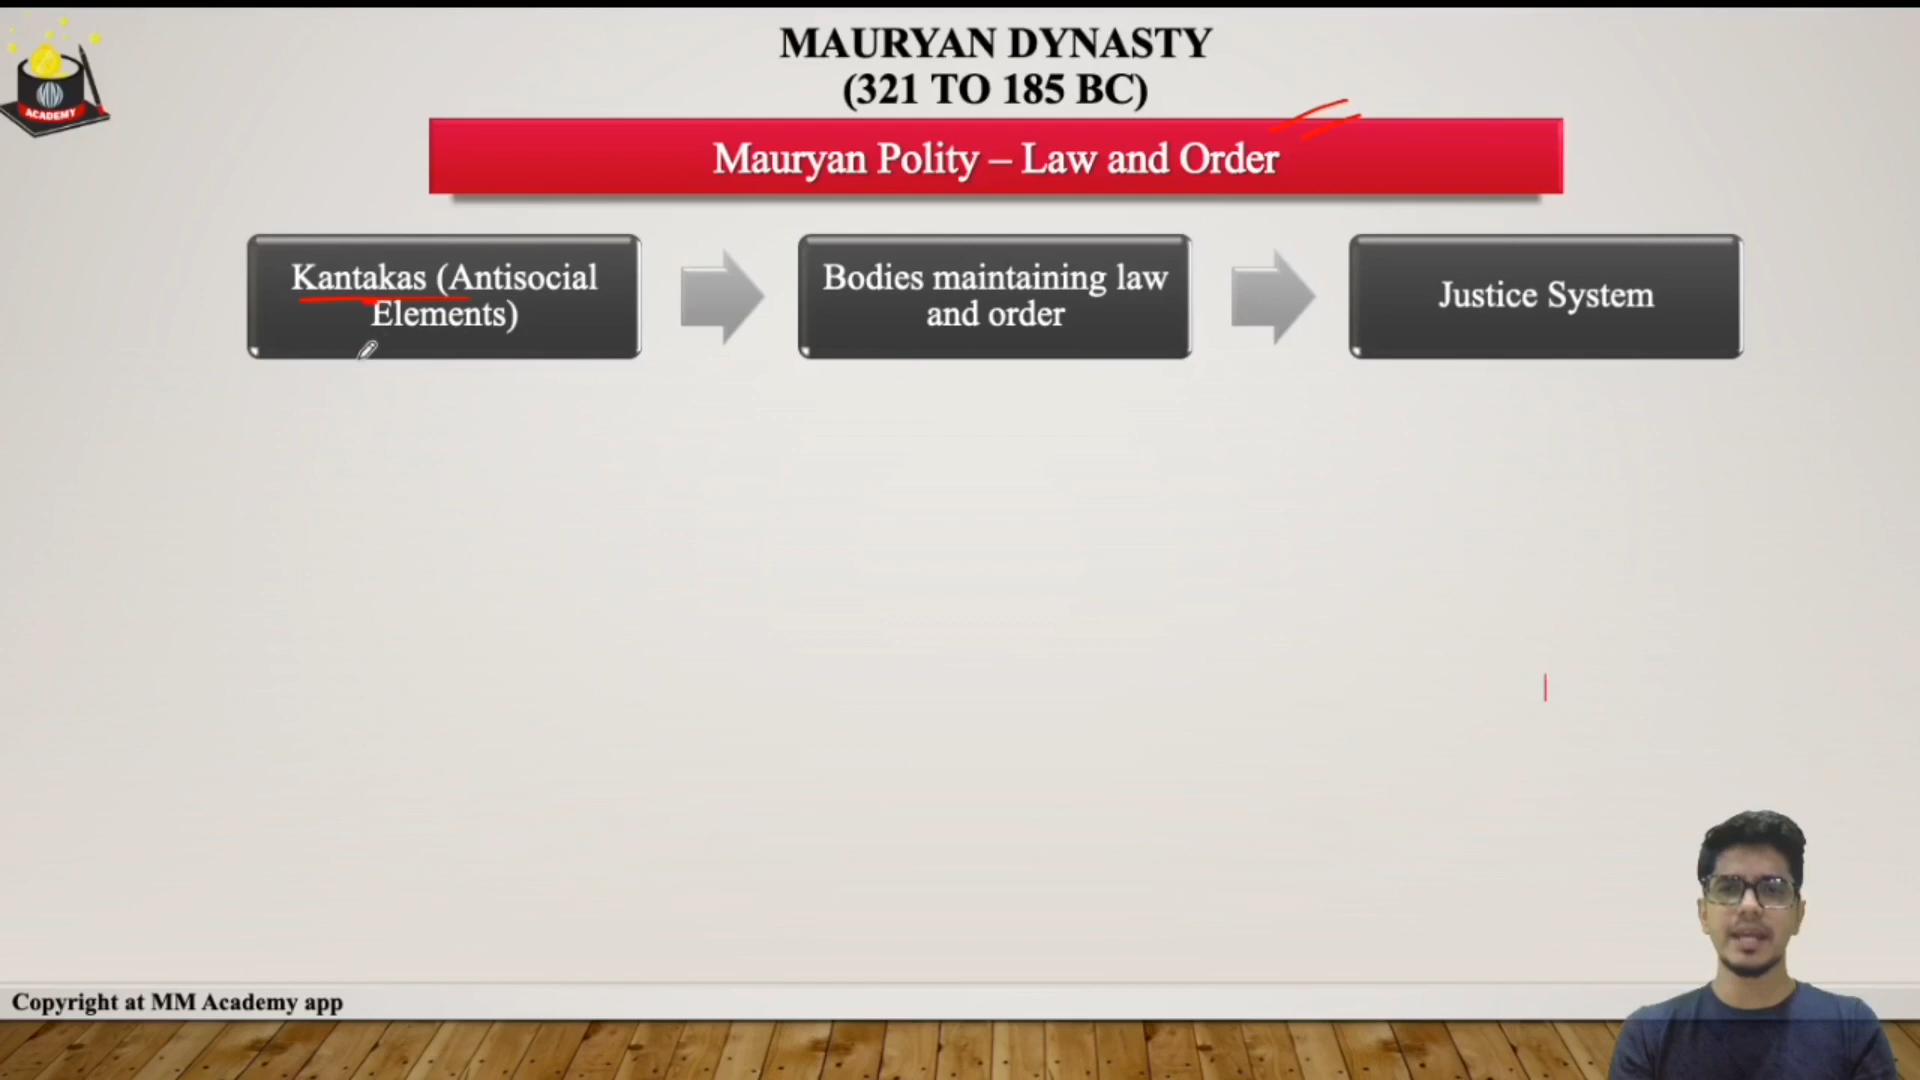 MAURYAN DYNASTY
(321 TO 185 BC)
Mauryan Polity – Law and Order
Kantakas (Antisocial
Elements)
Bodies maintaining law
and order
Justice System
ACADEMY
Copyright at MM Academy app